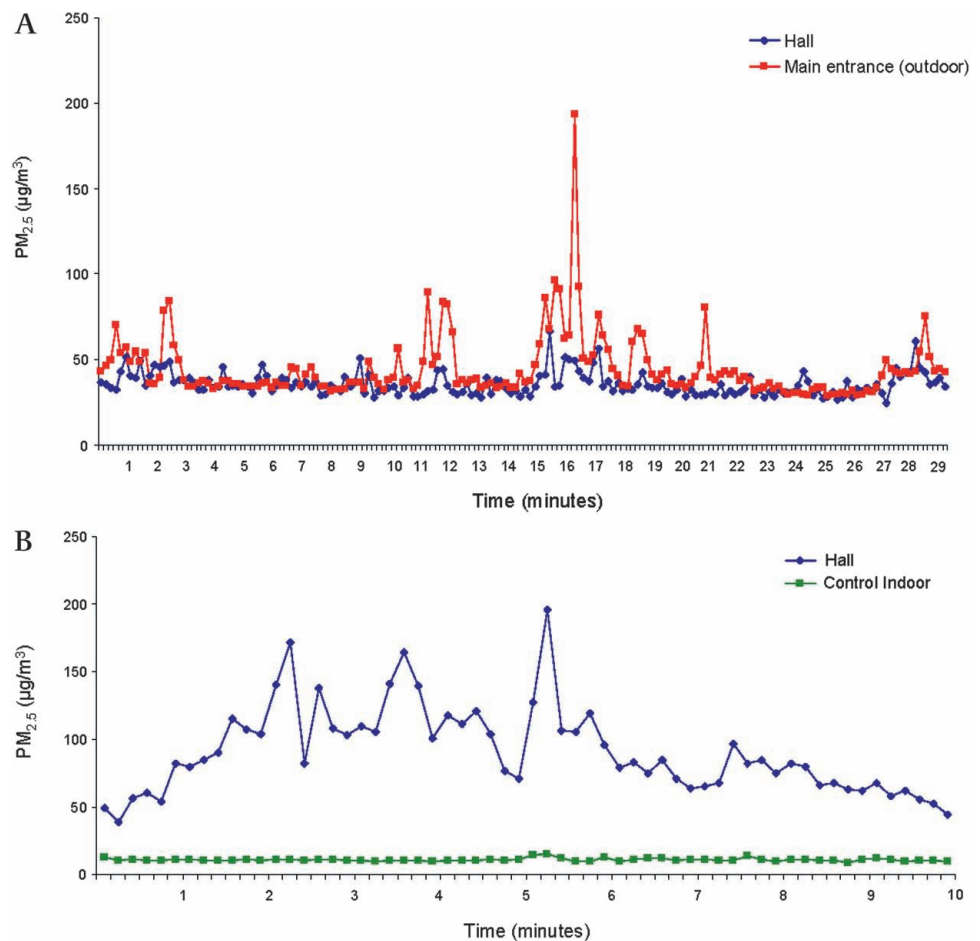 A
250
200
150
100
50
0
PM2.5 (µg/m³)
Hall
Main entrance (outdoor)
1 2 3 4 5 6 7 8 9 10 11 12 13 14 15 16 17 18 19 20 21 22 23 24 25 26 27 28 29
Time (minutes)
B
250
200
150
100
50
0
PM2.5 (µg/m³)
Hall
Control Indoor
1 2 3 4 5 6 7 8 9 10
Time (minutes)